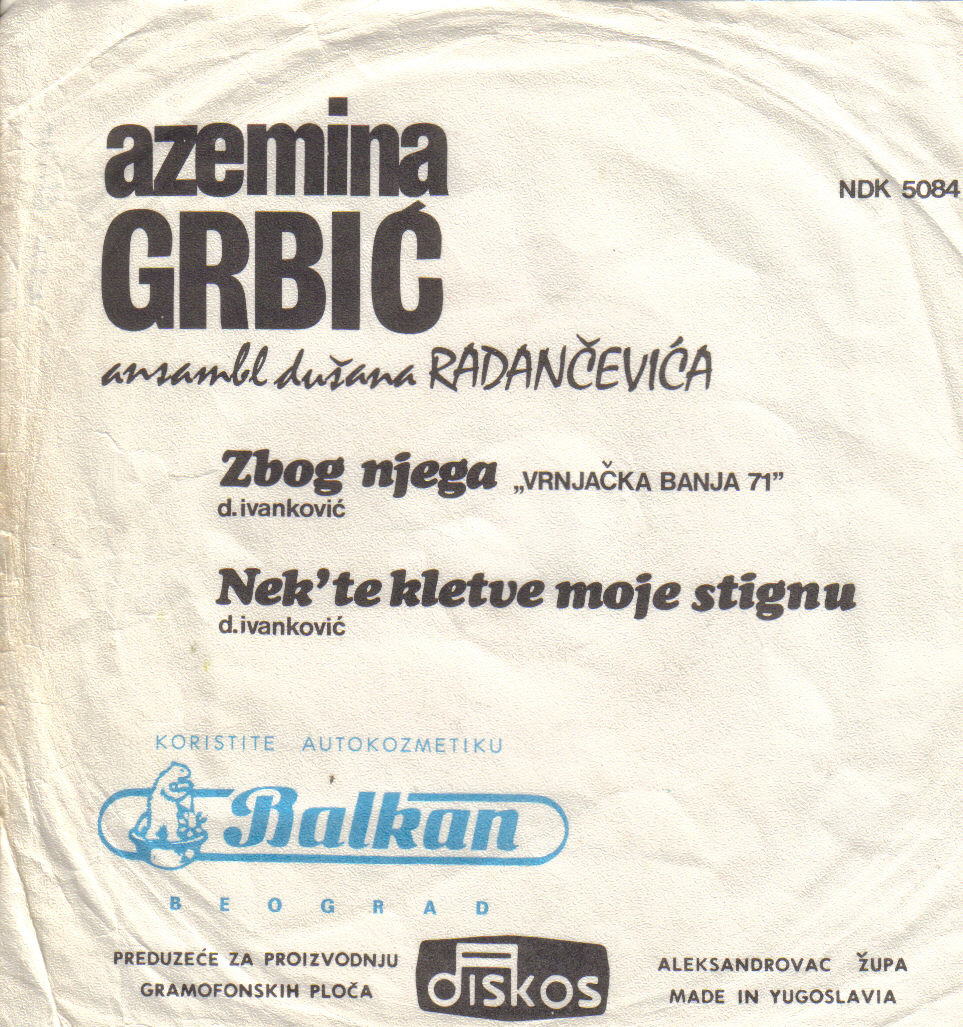 azemina
NDK 5084
GRBIĆ
ansambl dušana RADANČEVIĆA
Zbog njega „VRNJAČKA BANJA 71”
d.ivanković
Nek’te kletve moje stignu
d.ivanković
KORISTITE AUTOKOZMETIKU
Balkan
BEOGRAD
PREDUZEĆE ZA PROIZVODNJU
GRAMOFONSKIH PLOČA
diskos
ALEKSANDROVAC ŽUPA
MADE IN YUGOSLAVIA